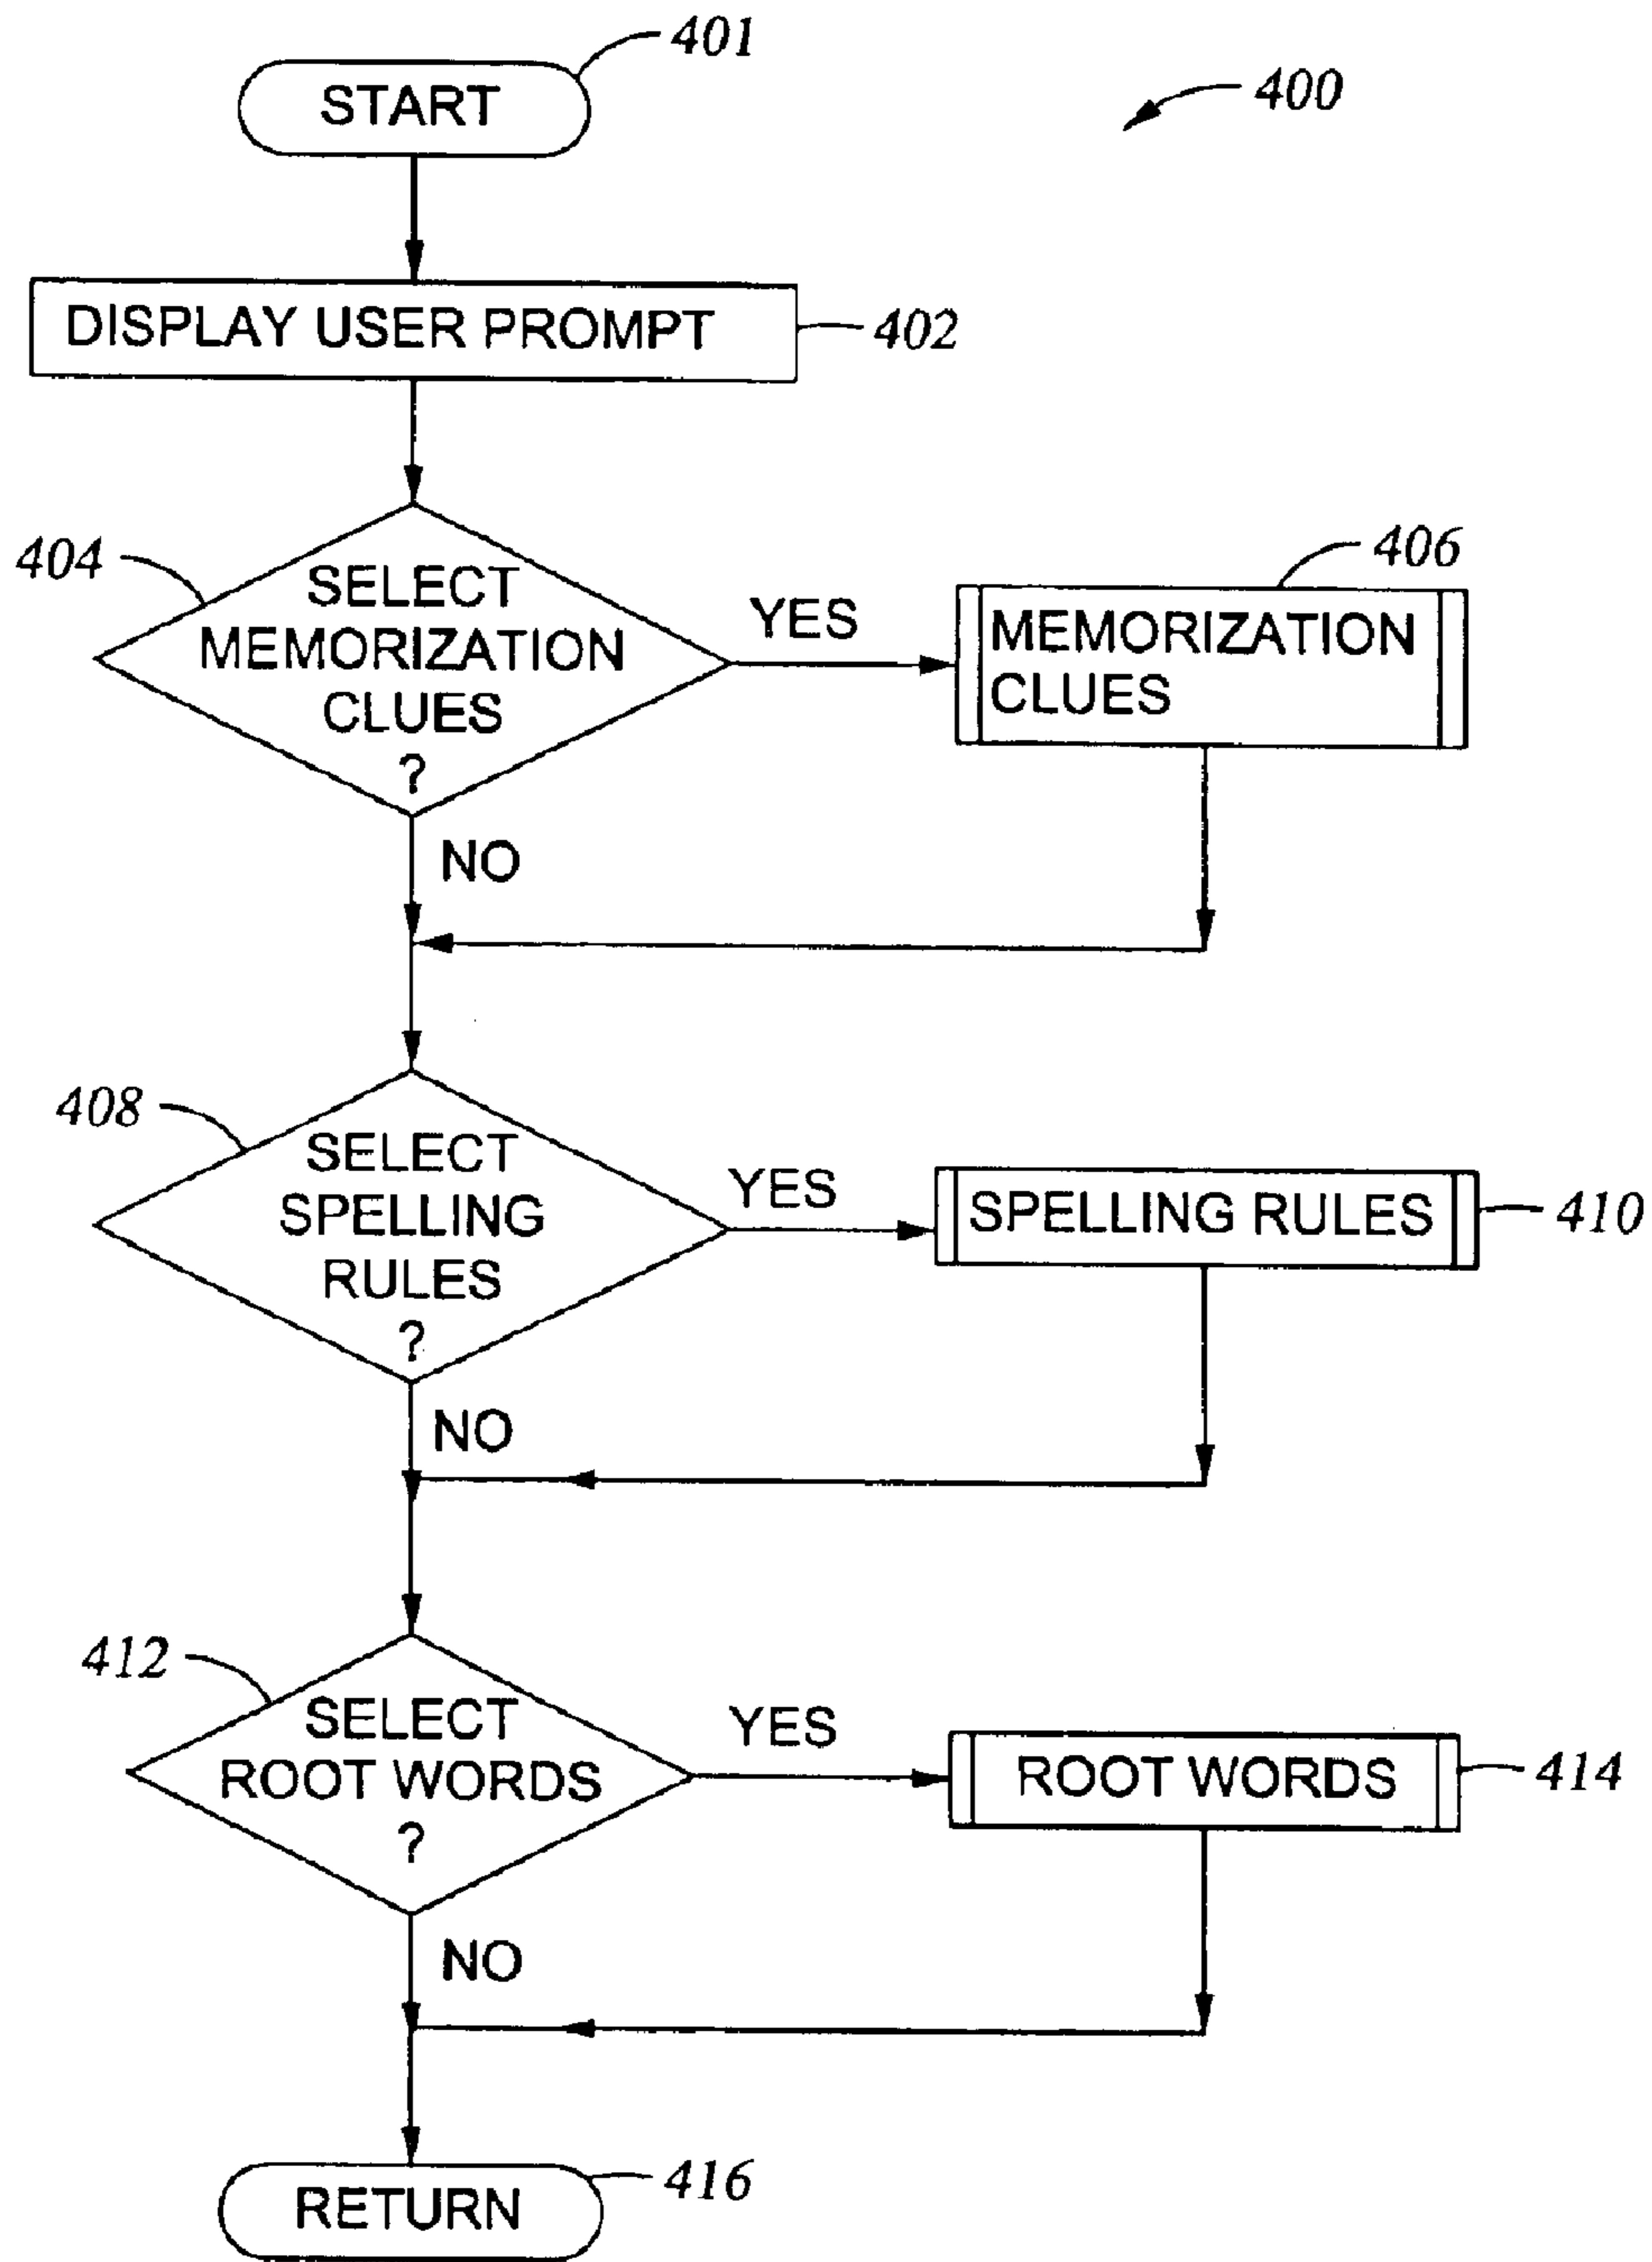 401
START
400
DISPLAY USER PROMPT
402
404
SELECT
MEMORIZATION
CLUES
?
YES
406
MEMORIZATION
CLUES
NO
408
SELECT
SPELLING
RULES
?
YES
SPELLING RULES
410
NO
412
SELECT
ROOT WORDS
?
YES
ROOT WORDS
414
NO
RETURN
416